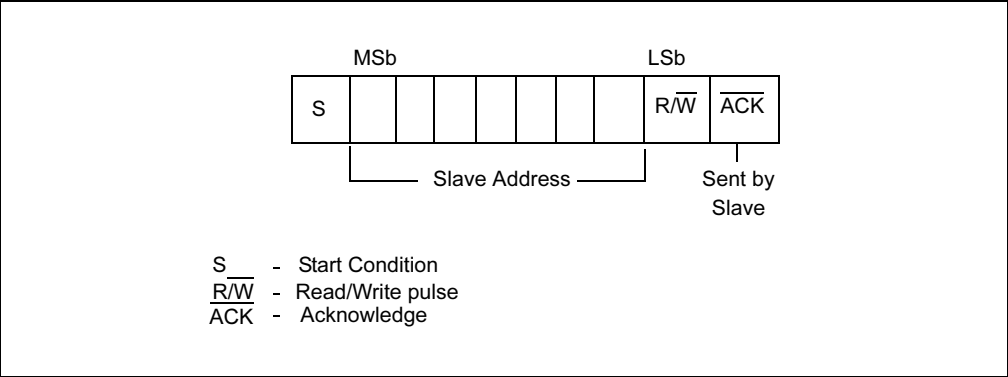 MSb LSb
S R/W ACK
Slave Address Sent by
Slave
S - Start Condition
R/W - Read/Write pulse
ACK - Acknowledge